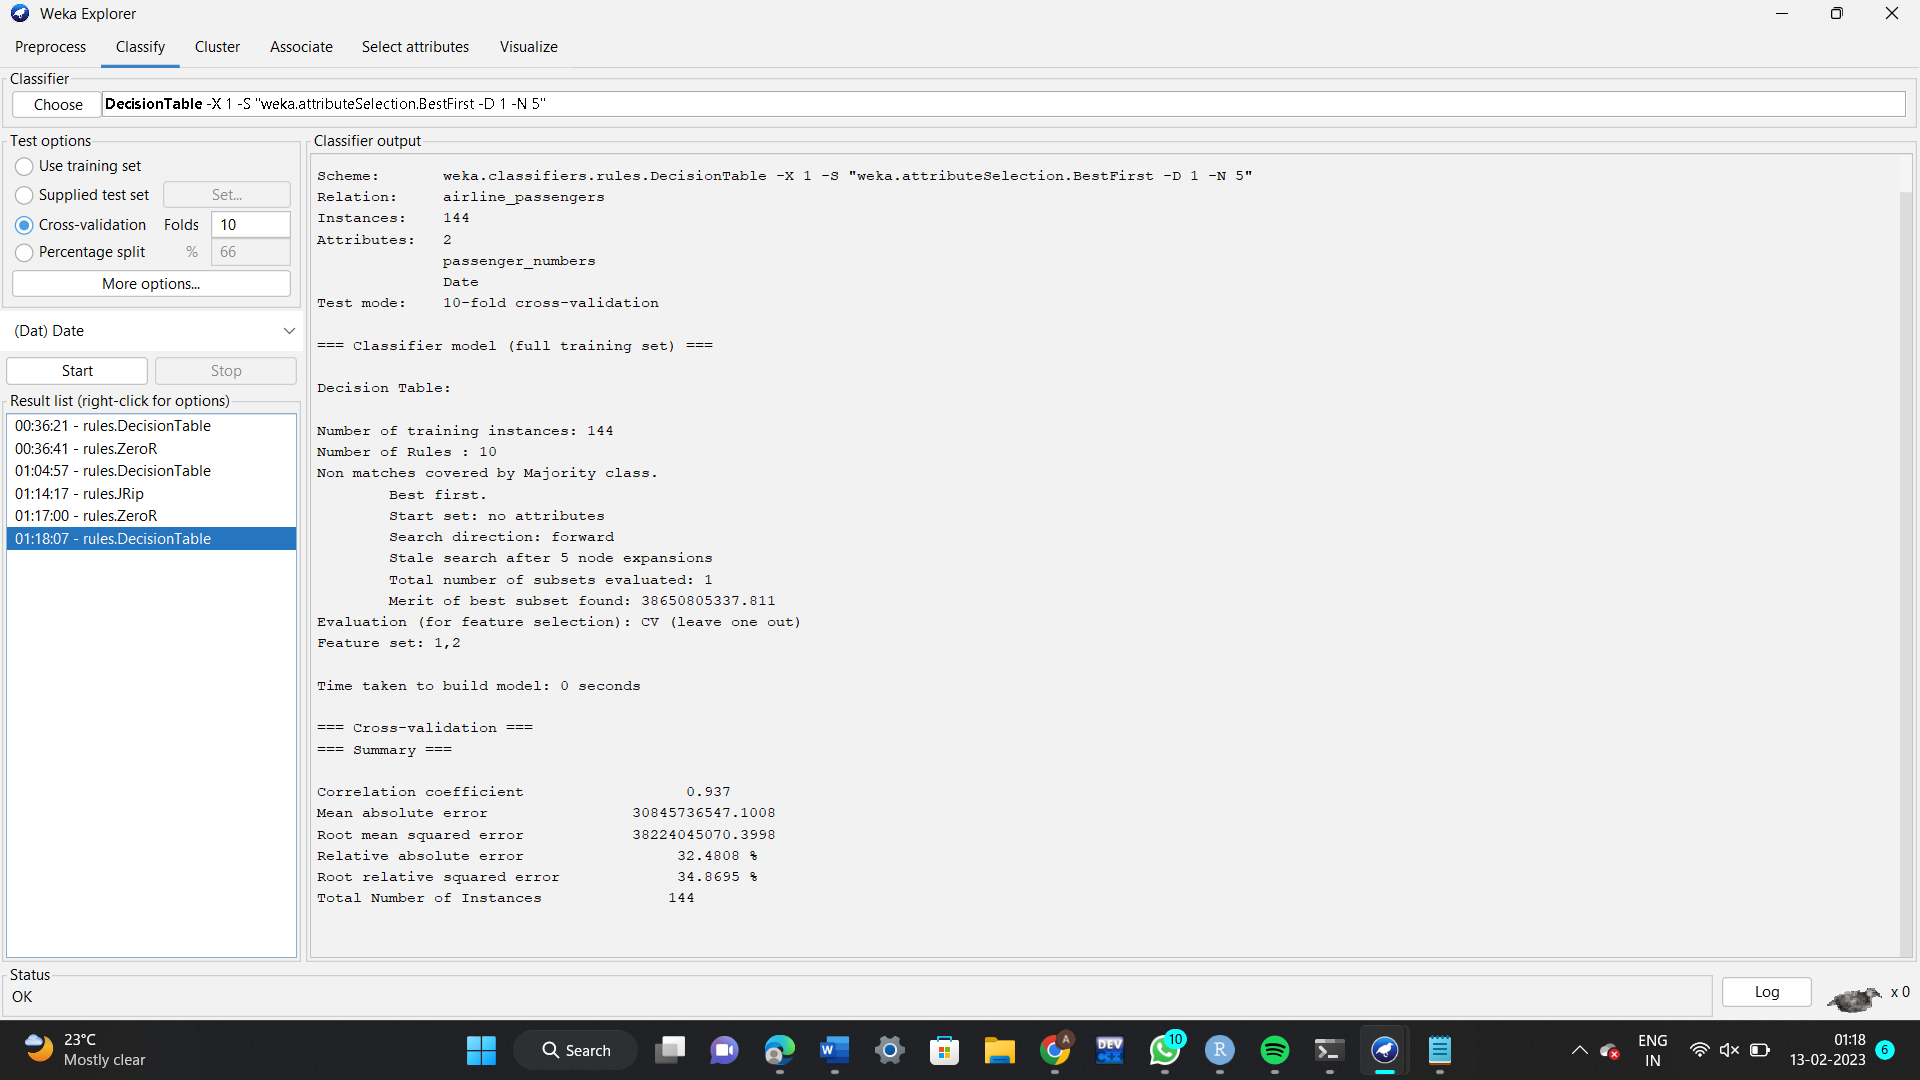 Weka Explorer
Preprocess Classify Cluster Associate Select attributes Visualize
Classifier
Choose DecisionTable -X 1 -S "weka.attributeSelection.BestFirst -D 1 -N 5"
Test options
Use training set
Supplied test set Set...
Cross-validation Folds 10
Percentage split % 66
More options...
(Dat) Date
Start Stop
Result list (right-click for options)
00:36:21 - rules.DecisionTable
00:36:41 - rules.ZeroR
01:04:57 - rules.DecisionTable
01:14:17 - rules.JRip
01:17:00 - rules.ZeroR
01:18:07 - rules.DecisionTable
Classifier output
Scheme: weka.classifiers.rules.DecisionTable -X 1 -S "weka.attributeSelection.BestFirst -D 1 -N 5"
Relation: airline_passengers
Instances: 144
Attributes: 2
passenger_numbers
Date
Test mode: 10-fold cross-validation
=== Classifier model (full training set) ===
Decision Table:
Number of training instances: 144
Number of Rules : 10
Non matches covered by Majority class.
Best first.
Start set: no attributes
Search direction: forward
Stale search after 5 node expansions
Total number of subsets evaluated: 1
Merit of best subset found: 38650805337.811
Evaluation (for feature selection): CV (leave one out)
Feature set: 1,2
Time taken to build model: 0 seconds
=== Cross-validation ===
=== Summary ===
Correlation coefficient 0.937
Mean absolute error 30845736547.1008
Root mean squared error 38224045070.3998
Relative absolute error 32.4808 %
Root relative squared error 34.8695 %
Total Number of Instances 144
Status
OK
Log
x 0
23°C
Mostly clear
Search
A
DEV
C++
W
10
R
ENG
IN
01:18
13-02-2023
6